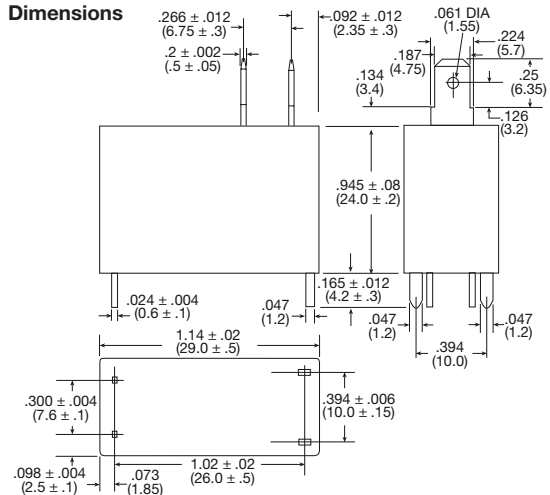 Dimensions
.266 ± .012
(6.75 ± .3)
.092 ± .012
(2.35 ± .3)
.061 DIA
(1.55)
.224
(5.7)
.187
(4.75)
.2 ± .002
(.5 ± .05)
.134
(3.4)
.25
(6.35)
.126
(3.2)
.945 ± .08
(24.0 ± .2)
.165 ± .012
(4.2 ± .3)
.024 ± .004
(0.6 ± .1)
.047
(1.2)
.047
(1.2)
.047
(1.2)
.394
(10.0)
1.14 ± .02
(29.0 ± .5)
.300 ± .004
(7.6 ± .1)
.394 ± .006
(10.0 ± .15)
.098 ± .004
(2.5 ± .1)
.073
(1.85)
1.02 ± .02
(26.0 ± .5)